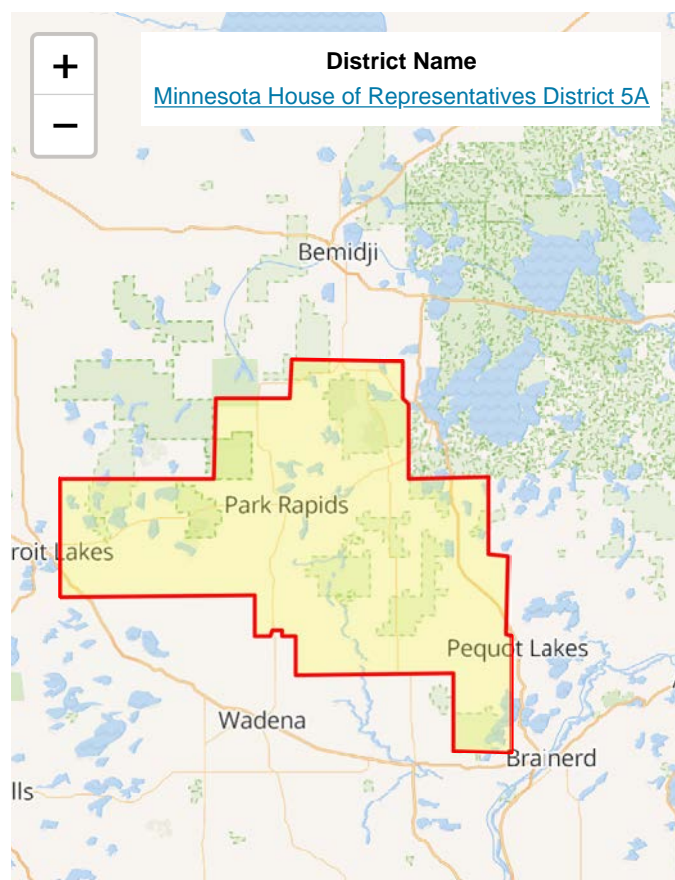 +
−
District Name
Minnesota House of Representatives District 5A
Bemidji
Park Rapids
roit Lakes
Pequot Lakes
Wadena
Brainerd
lls